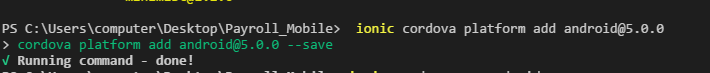 PS C:\Users\computer\Desktop\Payroll_Mobile> ionic cordova platform add android@5.0.0
> cordova platform add android@5.0.0 --save
√ Running command - done!